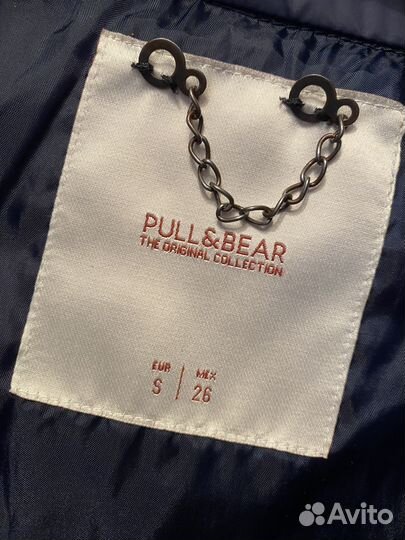 PULL&BEAR
THE ORIGINAL COLLECTION
EUR | MEX
S | 26
Avito